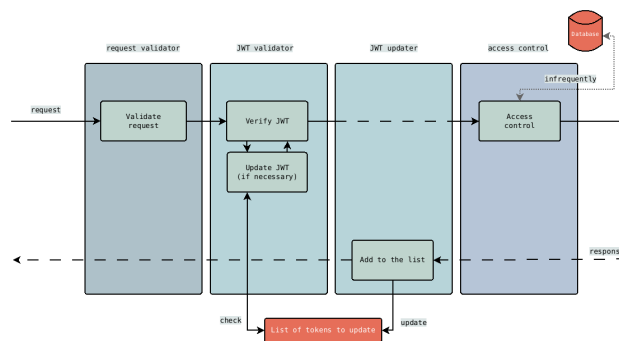 Database
request validator
JWT validator
JWT updater
access control
infrequently
request
Validate
request
Verify JWT
Access
control
Update JWT
(if necessary)
respons
Add to the list
check
List of tokens to update
update